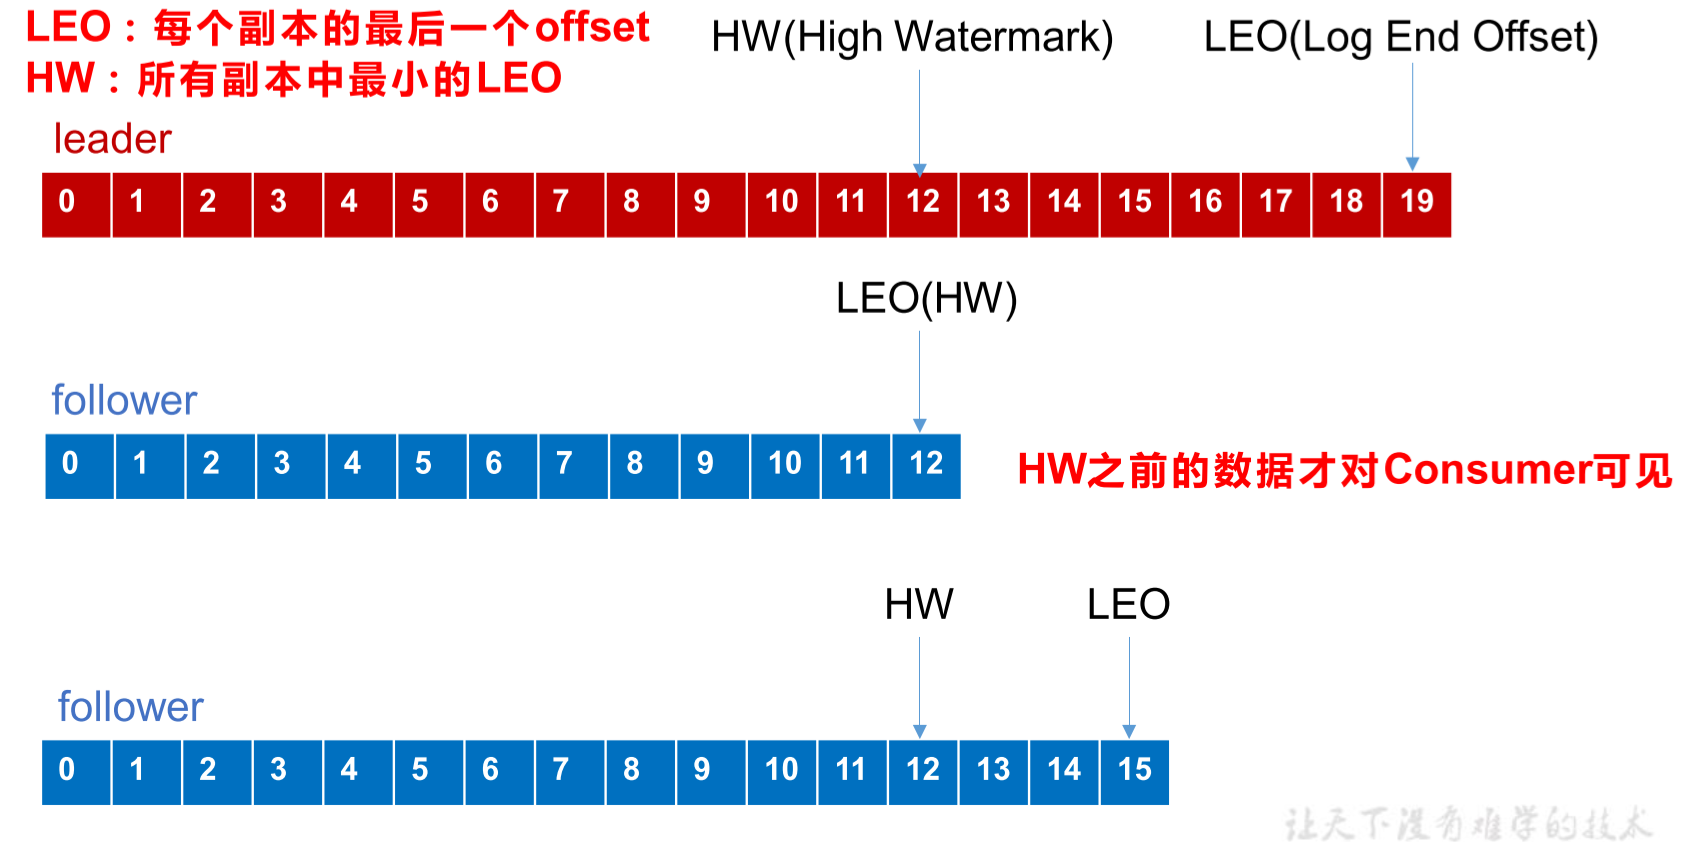 LEO：每个副本的最后一个offset
HW：所有副本中最小的LEO
HW(High Watermark)
LEO(Log End Offset)
leader
0 1 2 3 4 5 6 7 8 9 10 11 12 13 14 15 16 17 18 19
LEO(HW)
follower
0 1 2 3 4 5 6 7 8 9 10 11 12
HW之前的数据才对Consumer可见
HW
LEO
follower
0 1 2 3 4 5 6 7 8 9 10 11 12 13 14 15
让天下没有难学的技术